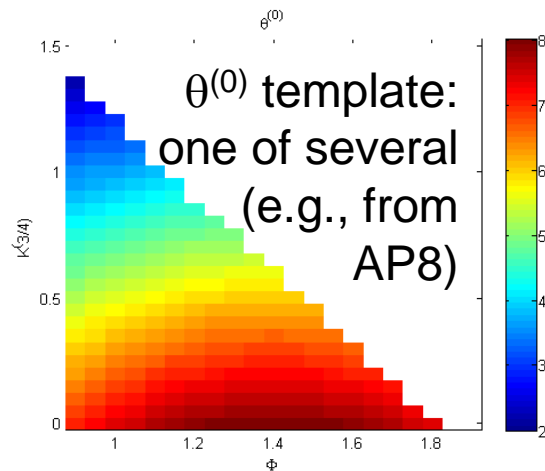 θ(0)
1.5
1
0.5
0
K(3/4)
θ(0) template:
one of several
(e.g., from
AP8)
1
1.2
1.4
1.6
1.8
Φ
8
7
6
5
4
3
2